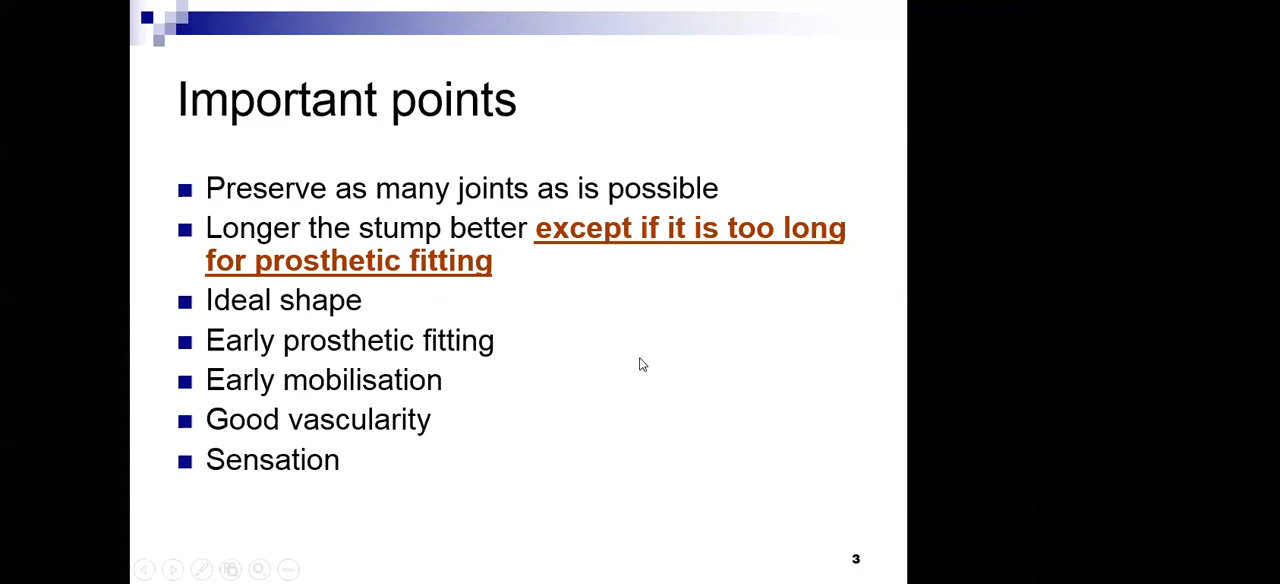 Important points
Preserve as many joints as is possible
Longer the stump better except if it is too long
for prosthetic fitting
Ideal shape
Early prosthetic fitting
Early mobilisation
Good vascularity
Sensation
3